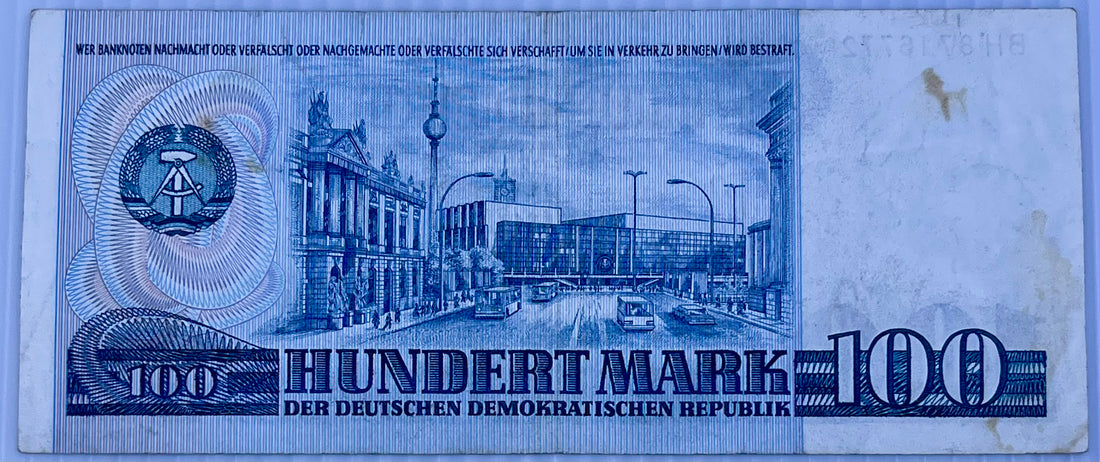 WER BANKNOTEN NACHMACHT ODER VERFÄLSCHT ODER NACHGEMACHTE ODER VERFÄLSCHTE SICH VERSCHAFFT/UM SIE IN VERKEHR ZU BRINGEN/WIRD BESTRAFT.
100 HUNDERT MARK 100
DER DEUTSCHEN DEMOKRATISCHEN REPUBLIK